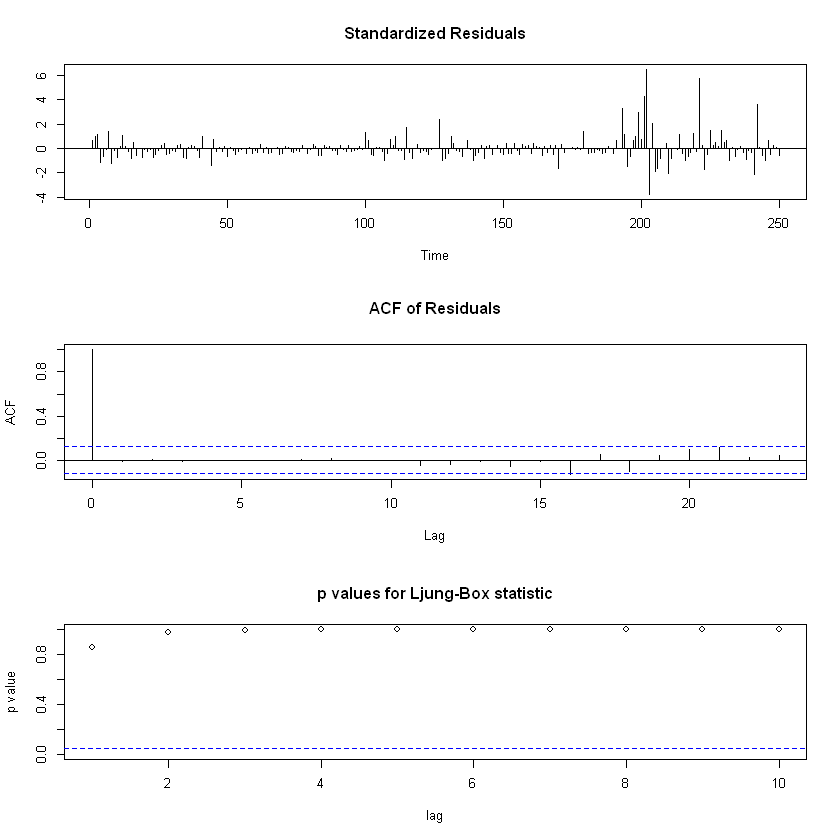 Standardized Residuals
6
4
2
0
-2
-4
0 50 100 150 200 250
Time
ACF of Residuals
ACF
0.8
0.4
0.0
0 5 10 15 20
Lag
p values for Ljung-Box statistic
p value
0.8
0.4
0.0
2 4 6 8 10
lag